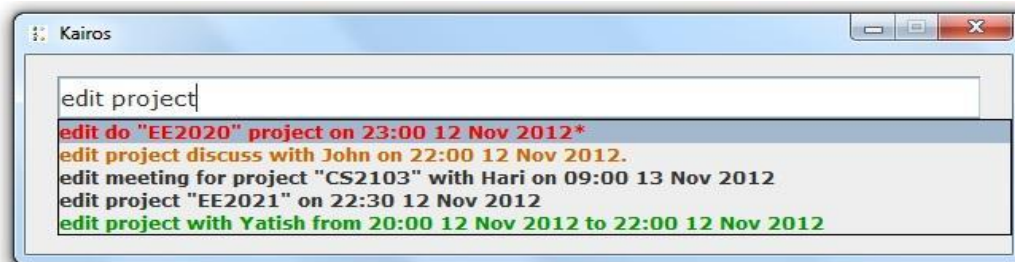 Kairos
edit project
edit do "EE2020" project on 23:00 12 Nov 2012*
edit project discuss with John on 22:00 12 Nov 2012.
edit meeting for project "CS2103" with Hari on 09:00 13 Nov 2012
edit project "EE2021" on 22:30 12 Nov 2012
edit project with Yatish from 20:00 12 Nov 2012 to 22:00 12 Nov 2012